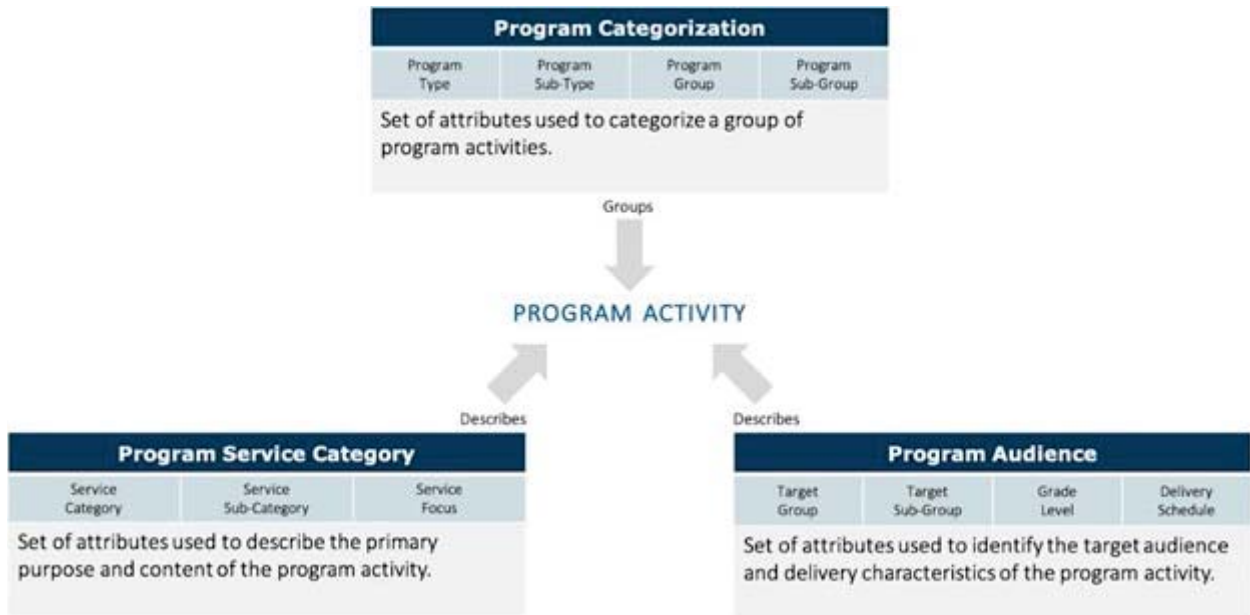 Program Categorization
Program Type
Program Sub-Type
Program Group
Program Sub-Group
Set of attributes used to categorize a group of
program activities.
Groups
PROGRAM ACTIVITY
Describes
Describes
Program Service Category
Service Category
Service Sub-Category
Service Focus
Set of attributes used to describe the primary
purpose and content of the program activity.
Program Audience
Target Group
Target Sub-Group
Grade Level
Delivery Schedule
Set of attributes used to identify the target audience
and delivery characteristics of the program activity.